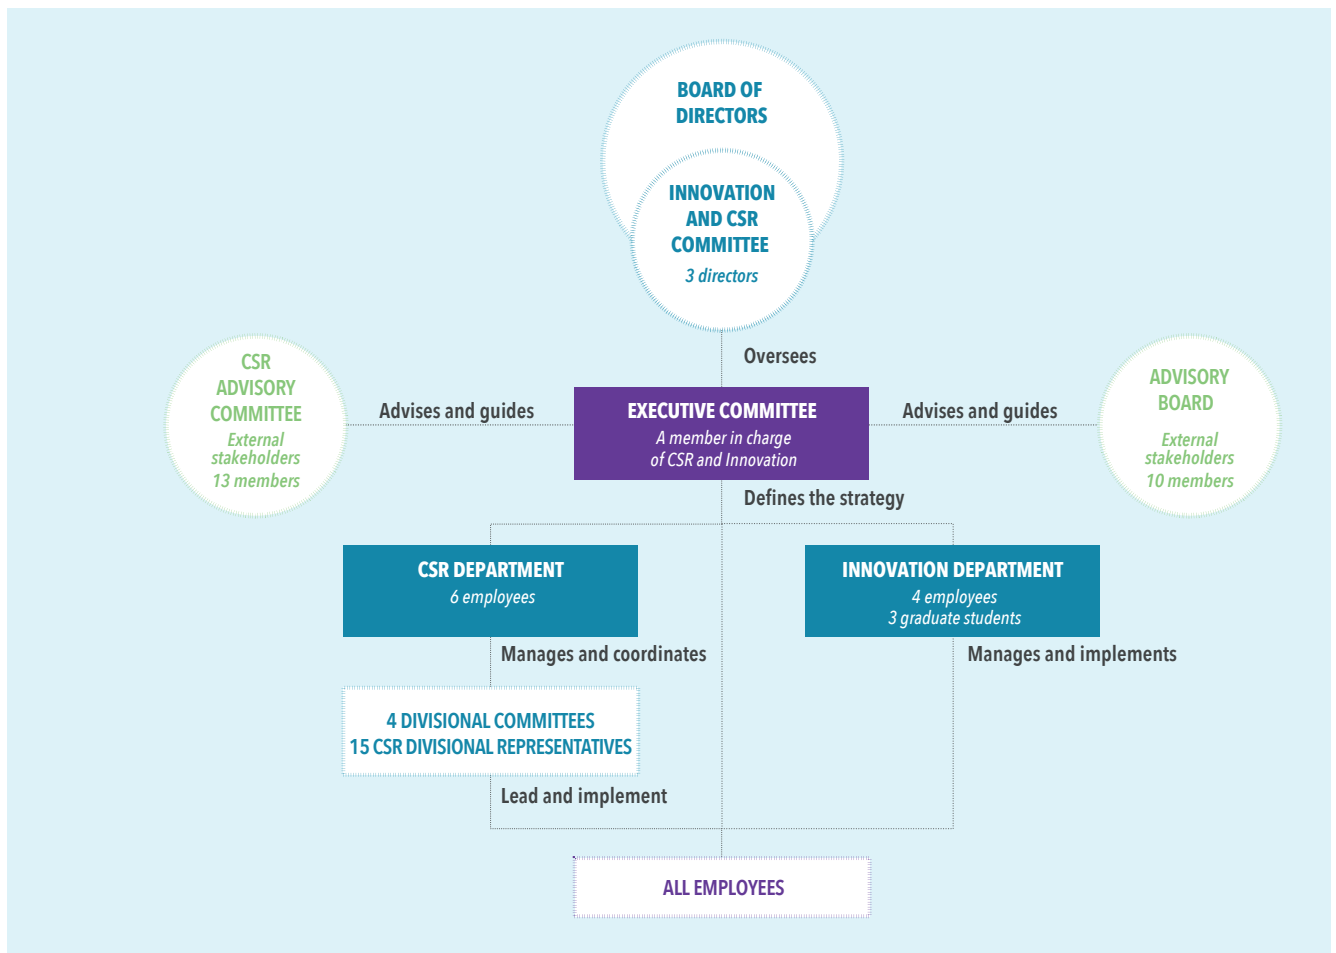 BOARD OF
DIRECTORS
INNOVATION
AND CSR
COMMITTEE
3 directors
Oversees
CSR
ADVISORY
COMMITTEE
External
stakeholders
13 members
Advises and guides
EXECUTIVE COMMITTEE
A member in charge
of CSR and Innovation
Advises and guides
ADVISORY
BOARD
External
stakeholders
10 members
Defines the strategy
CSR DEPARTMENT
6 employees
INNOVATION DEPARTMENT
4 employees
3 graduate students
Manages and coordinates
Manages and implements
4 DIVISIONAL COMMITTEES
15 CSR DIVISIONAL REPRESENTATIVES
Lead and implement
ALL EMPLOYEES